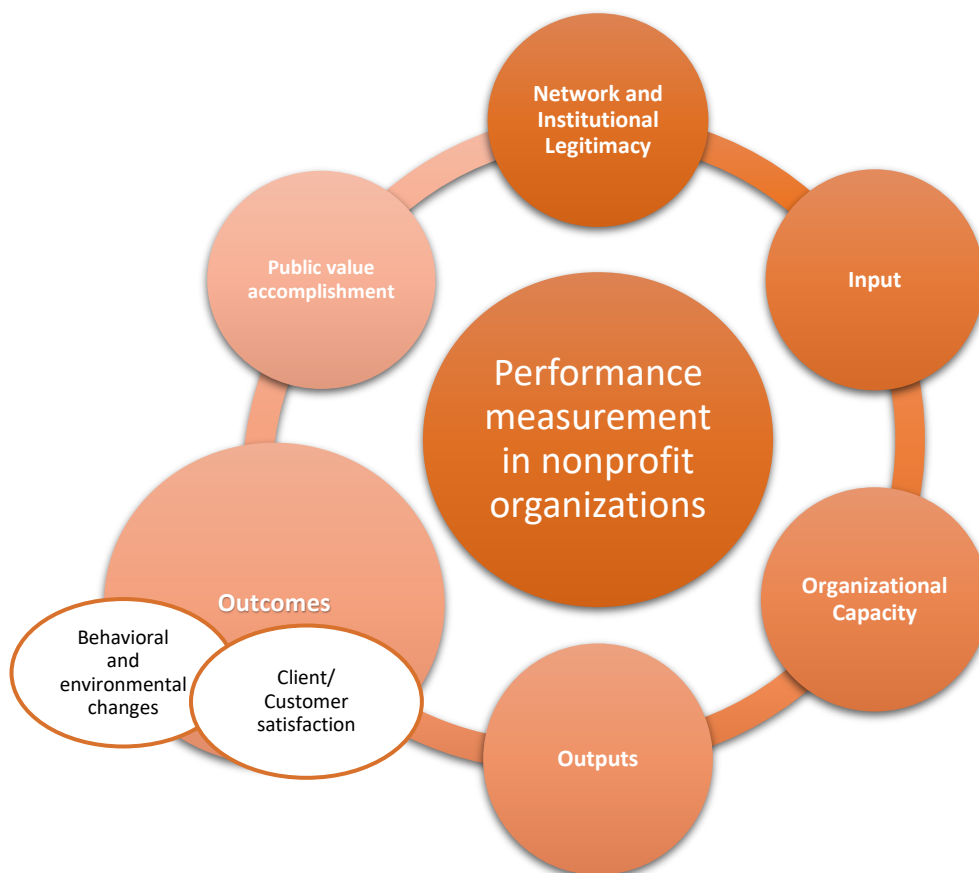 Network and
Institutional
Legitimacy
Input
Organizational
Capacity
Outputs
Outcomes
Behavioral
and
environmental
changes
Client/
Customer
satisfaction
Public value
accomplishment
Performance
measurement
in nonprofit
organizations